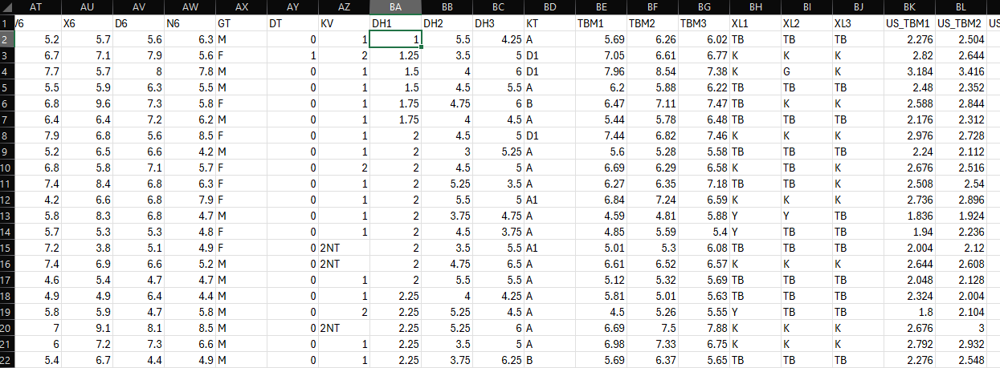 AT AU AV AW AX AY AZ BA BB BC BD BE BF BG BH BI BJ BK BL
1 /6 X6 D6 N6 GT DT KV DH1 DH2 DH3 KT TBM1 TBM2 TBM3 XL1 XL2 XL3 US_TBM1 US_TBM2 US
2 5.2 5.7 5.6 6.3 M 0 1 1 5.5 4.25 A 5.69 6.26 6.02 TB TB TB 2.276 2.504
3 6.7 7.1 7.9 5.6 F 1 2 1.25 3.5 5 D1 7.05 6.61 6.77 K K K 2.82 2.644
4 7.7 5.7 8 7.8 M 0 1 1.5 4 6 D1 7.96 8.54 7.38 K G K 3.184 3.416
5 5.5 5.9 6.3 5.5 M 0 1 1.5 4.5 5.5 A 6.2 5.88 6.22 TB TB TB 2.48 2.352
6 6.8 9.6 7.3 5.8 F 0 1 1.75 4.75 6 B 6.47 7.11 7.47 TB K K 2.588 2.844
7 6.4 6.4 7.2 6.2 M 0 1 1.75 4 4.5 A 5.44 5.78 6.48 TB TB TB 2.176 2.312
8 7.9 6.8 5.6 8.5 F 0 1 2 4.5 5 D1 7.44 6.82 7.46 K K K 2.976 2.728
9 5.2 6.5 6.6 4.2 M 0 1 2 3 5.25 A 5.6 5.28 5.58 TB TB TB 2.24 2.112
10 6.8 5.8 7.1 5.7 F 0 2 2 4.5 5 A 6.69 6.29 6.58 K TB K 2.676 2.516
11 7.4 8.4 6.8 6.3 F 0 1 2 5.25 3.5 A 6.27 6.35 7.18 TB TB K 2.508 2.54
12 4.2 6.6 6.8 7.9 F 0 1 2 5.5 5 A1 6.84 7.24 6.59 K K K 2.736 2.896
13 5.8 8.3 6.8 4.7 M 0 1 2 3.75 4.75 A 4.59 4.81 5.88 Y Y TB 1.836 1.924
14 5.7 5.3 5.3 4.8 F 0 1 2 4.5 3.75 A 4.85 5.59 5.4 Y TB TB 1.94 2.236
15 7.2 3.8 5.1 4.9 F 0 2NT 2 3.5 5.5 A1 5.01 5.3 6.08 TB TB TB 2.004 2.12
16 7.4 6.9 6.6 5.2 M 0 2NT 2 4.75 6.5 A 6.61 6.52 6.57 K K K 2.644 2.608
17 4.6 5.4 4.7 4.7 M 0 1 2 5.5 5.5 A 5.12 5.32 5.69 TB TB TB 2.048 2.128
18 4.9 4.9 6.4 4.4 M 0 1 2.25 4 4.25 A 5.81 5.01 5.63 TB TB TB 2.324 2.004
19 5.8 5.9 4.7 5.8 M 0 2 2.25 5.25 4.5 A 4.5 5.26 5.55 Y TB TB 1.8 2.104
20 7 9.1 8.1 8.5 M 0 2NT 2.25 5.25 6 A 6.69 7.5 7.88 K K K 2.676 3
21 6 7.2 7.3 6.6 M 0 1 2.25 3.5 5 A 6.98 7.33 6.75 K K K 2.792 2.932
22 5.4 6.7 4.4 4.9 M 0 1 2.25 3.75 6.25 B 5.69 6.37 5.65 TB TB TB 2.276 2.548